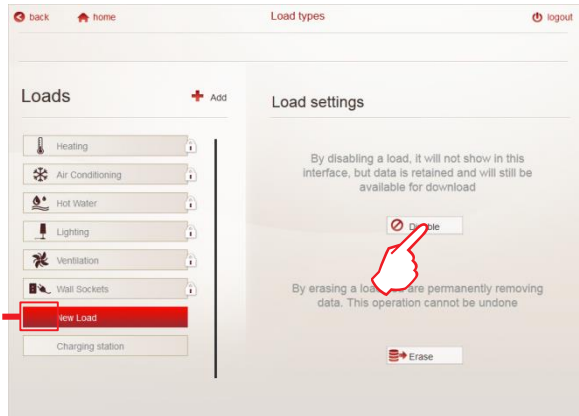 back
home
Load types
logout
Loads
Add
Heating
Air Conditioning
Hot Water
Lighting
Ventilation
Wall Sockets
New Load
Charging station
Load settings
By disabling a load, it will not show in this
interface, but data is retained and will still be
available for download
Disable
By erasing a load you are permanently removing
data. This operation cannot be undone
Erase